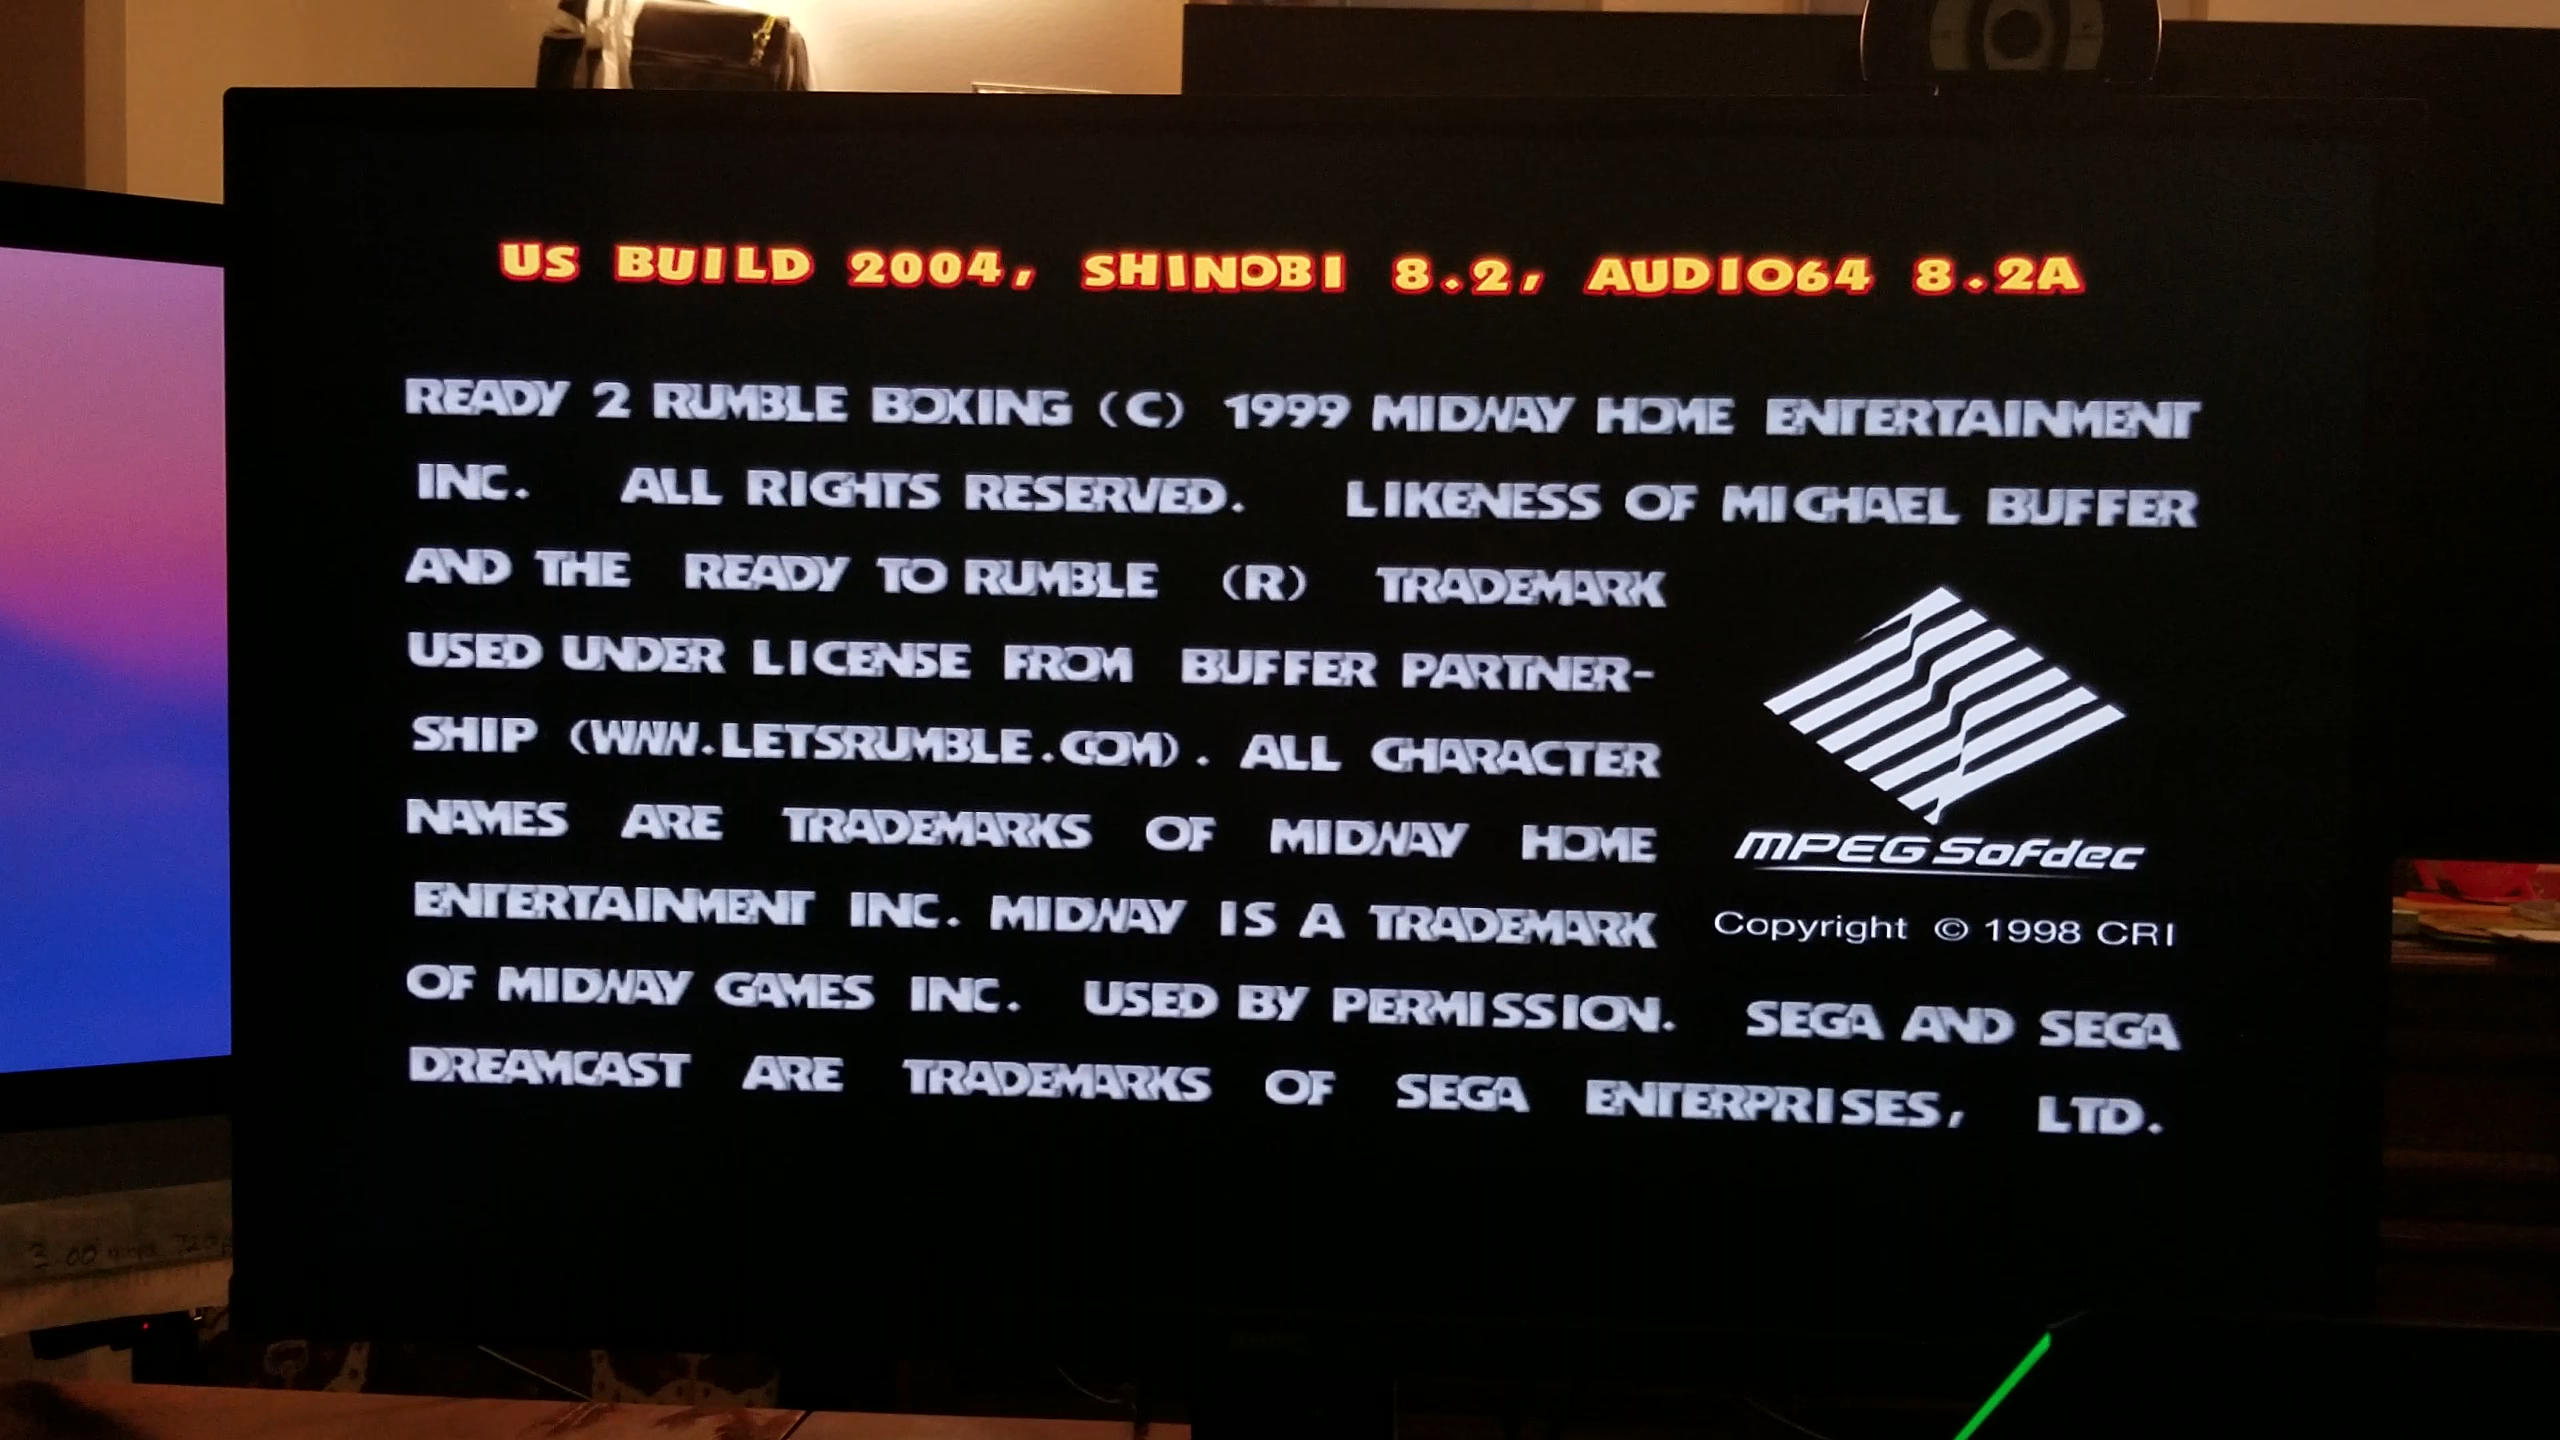 US BUILD 2004, SHINOBI 8.2, AUDIO64 8.2A
READY 2 RUMBLE BOXING (C) 1999 MIDWAY HOME ENTERTAINMENT
INC. ALL RIGHTS RESERVED. LIKENESS OF MICHAEL BUFFER
AND THE READY TO RUMBLE (R) TRADEMARK
USED UNDER LICENSE FROM BUFFER PARTNER-
SHIP (WWW.LETSRUMBLE.COM). ALL CHARACTER
NAMES ARE TRADEMARKS OF MIDWAY HOME
ENTERTAINMENT INC. MIDWAY IS A TRADEMARK
OF MIDWAY GAMES INC. USED BY PERMISSION. SEGA AND SEGA
DREAMCAST ARE TRADEMARKS OF SEGA ENTERPRISES, LTD.
MPEG Sofdec
Copyright © 1998 CRI